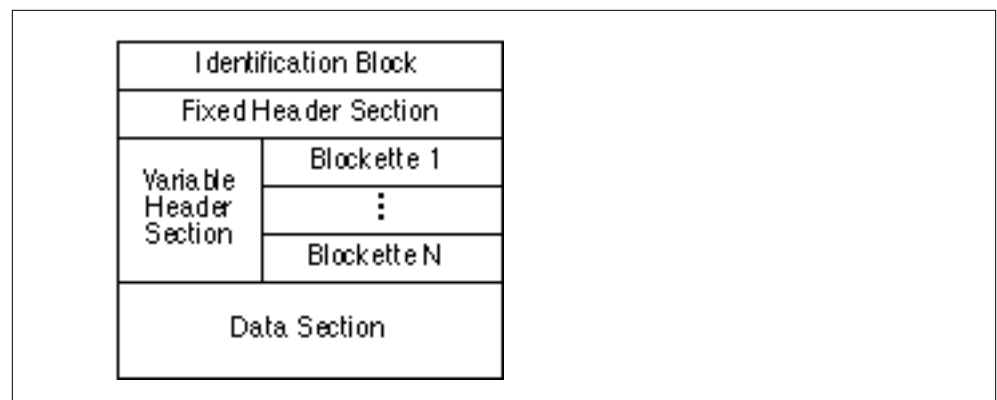 Identification Block
Fixed Header Section
Variable
Header
Section
Blockette 1
⋮
Blockette N
Data Section